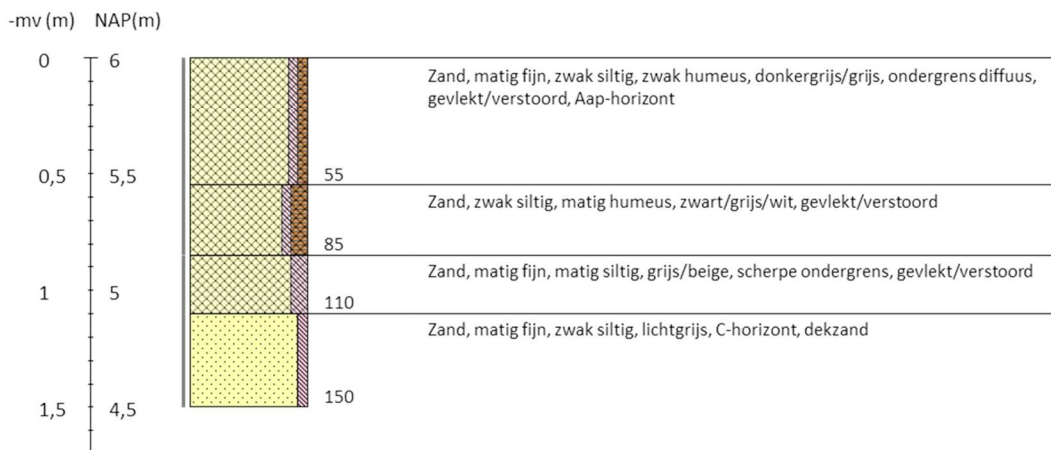 -mv (m) NAP(m)
0 6
Zand, matig fijn, zwak siltig, zwak humeus, donkergrijs/grijs, ondergrens diffuus,
gevlekt/verstoord, Aap-horizont
0,5 5,5 55
Zand, zwak siltig, matig humeus, zwart/grijs/wit, gevlekt/verstoord
85
Zand, matig fijn, matig siltig, grijs/beige, scherpe ondergrens, gevlekt/verstoord
1 5 110
Zand, matig fijn, zwak siltig, lichtgrijs, C-horizont, dekzand
150
1,5 4,5